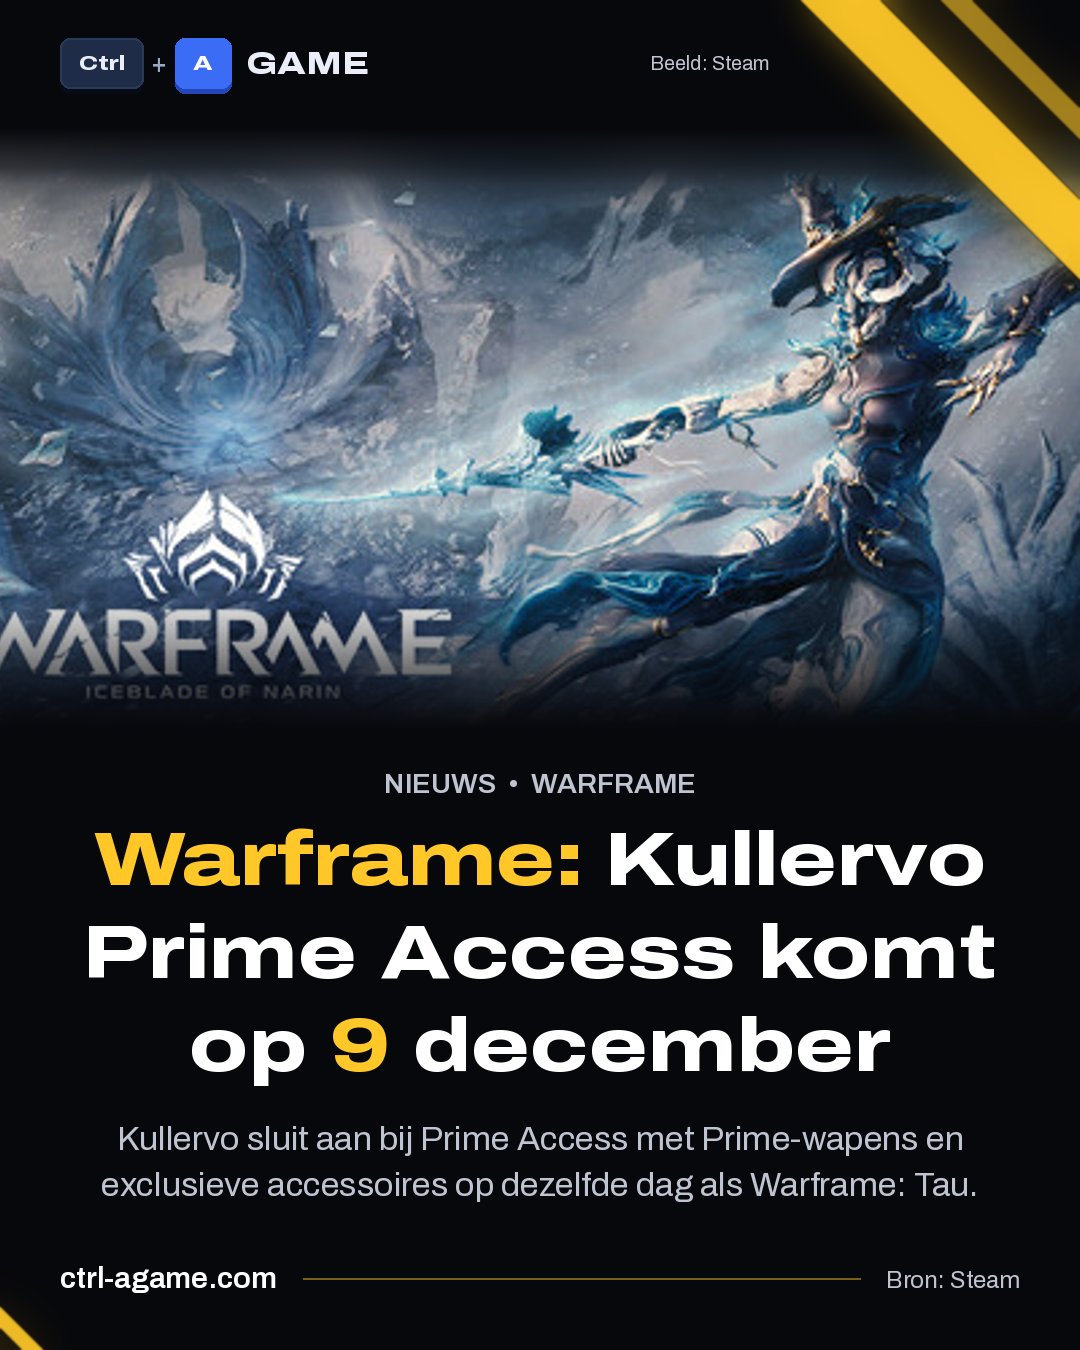 Ctrl + A GAME
Beeld: Steam
WARFRAME
ICEBLADE OF NARIN
NIEUWS • WARFRAME
Warframe: Kullervo
Prime Access komt
op 9 december
Kullervo sluit aan bij Prime Access met Prime-wapens en
exclusieve accessoires op dezelfde dag als Warframe: Tau.
ctrl-agame.com
Bron: Steam